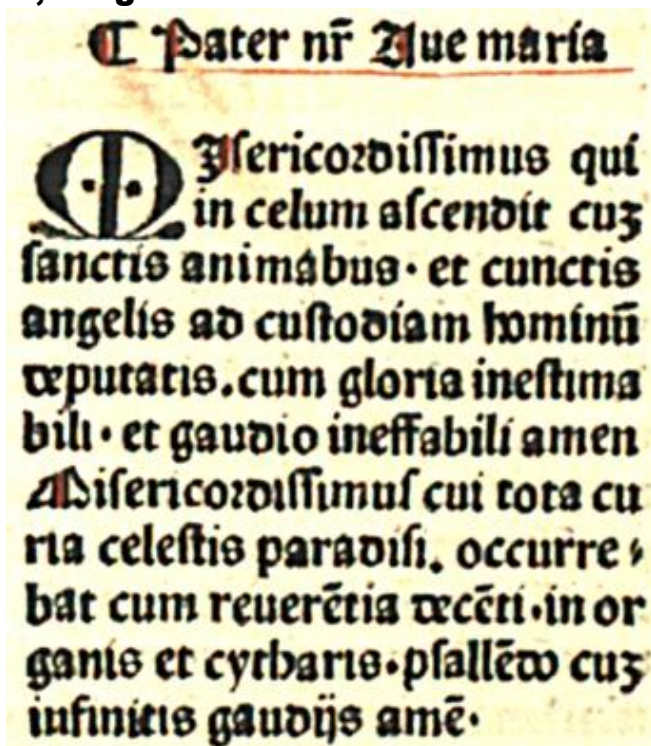 ¶ Pater nr̄ Aue maria
MIſericordiſſimus qui
in celum aſcendit cuꝫ
ſanctis animabus · et cunctis
angelis ad cuſtodiam hominū
deputatis . cum gloria ineſtima
bili · et gaudio ineffabili amen
Miſericordiſſimuſ cui tota cu
ria celeſtis paradiſi . occurre ⸗
bat cum reuerētia decēti · in or
ganis et cytharis · pſallēdo cuꝫ
infinitis gaudijs amē ·